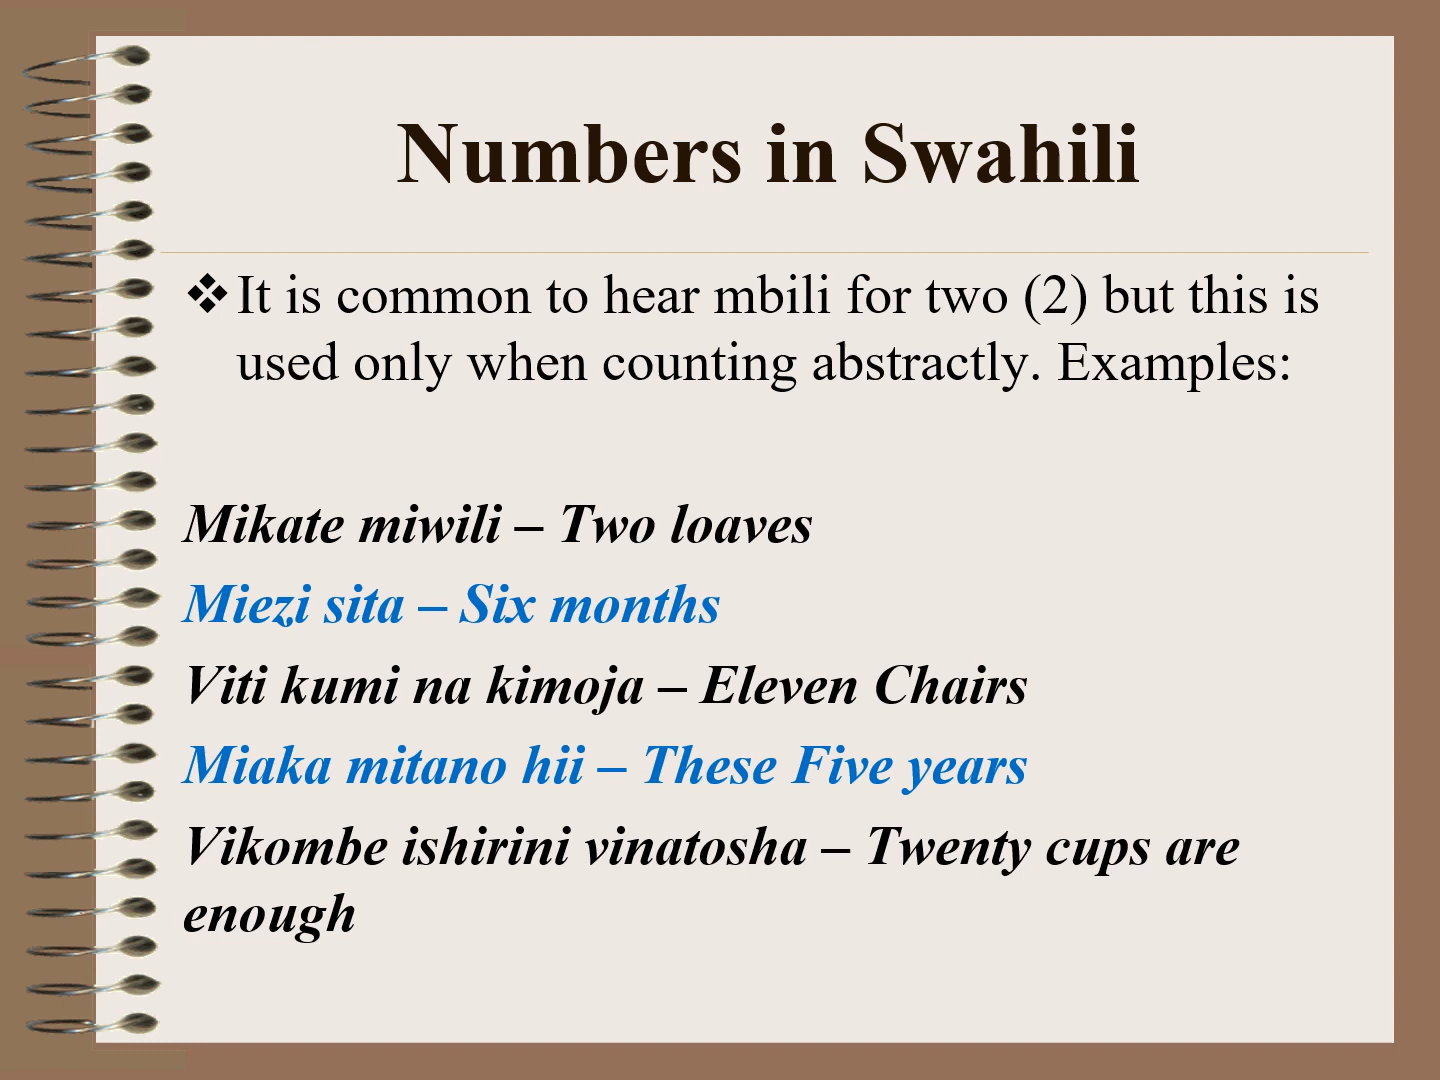 Numbers in Swahili
❖ It is common to hear mbili for two (2) but this is
used only when counting abstractly. Examples:
Mikate miwili – Two loaves
Miezi sita – Six months
Viti kumi na kimoja – Eleven Chairs
Miaka mitano hii – These Five years
Vikombe ishirini vinatosha – Twenty cups are
enough